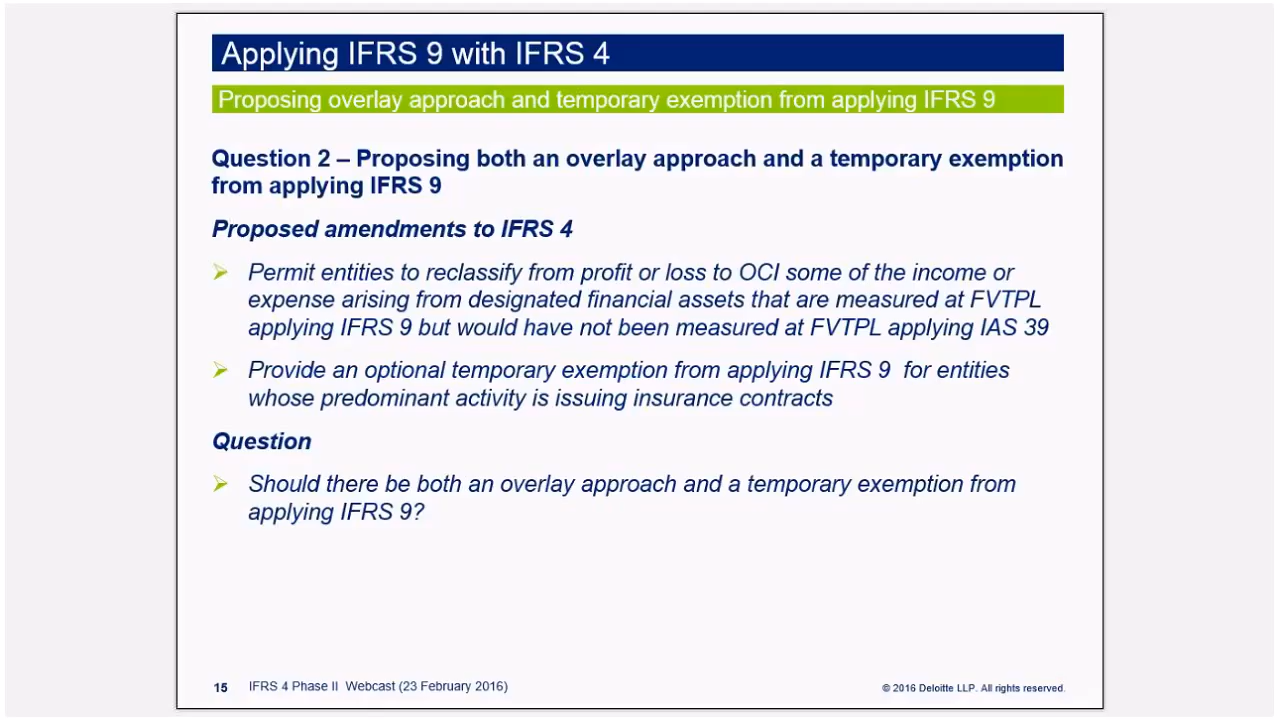 Applying IFRS 9 with IFRS 4
Proposing overlay approach and temporary exemption from applying IFRS 9
Question 2 – Proposing both an overlay approach and a temporary exemption
from applying IFRS 9
Proposed amendments to IFRS 4
Permit entities to reclassify from profit or loss to OCI some of the income or
expense arising from designated financial assets that are measured at FVTPL
applying IFRS 9 but would have not been measured at FVTPL applying IAS 39
Provide an optional temporary exemption from applying IFRS 9 for entities
whose predominant activity is issuing insurance contracts
Question
Should there be both an overlay approach and a temporary exemption from
applying IFRS 9?
15 IFRS 4 Phase II Webcast (23 February 2016) © 2016 Deloitte LLP. All rights reserved.